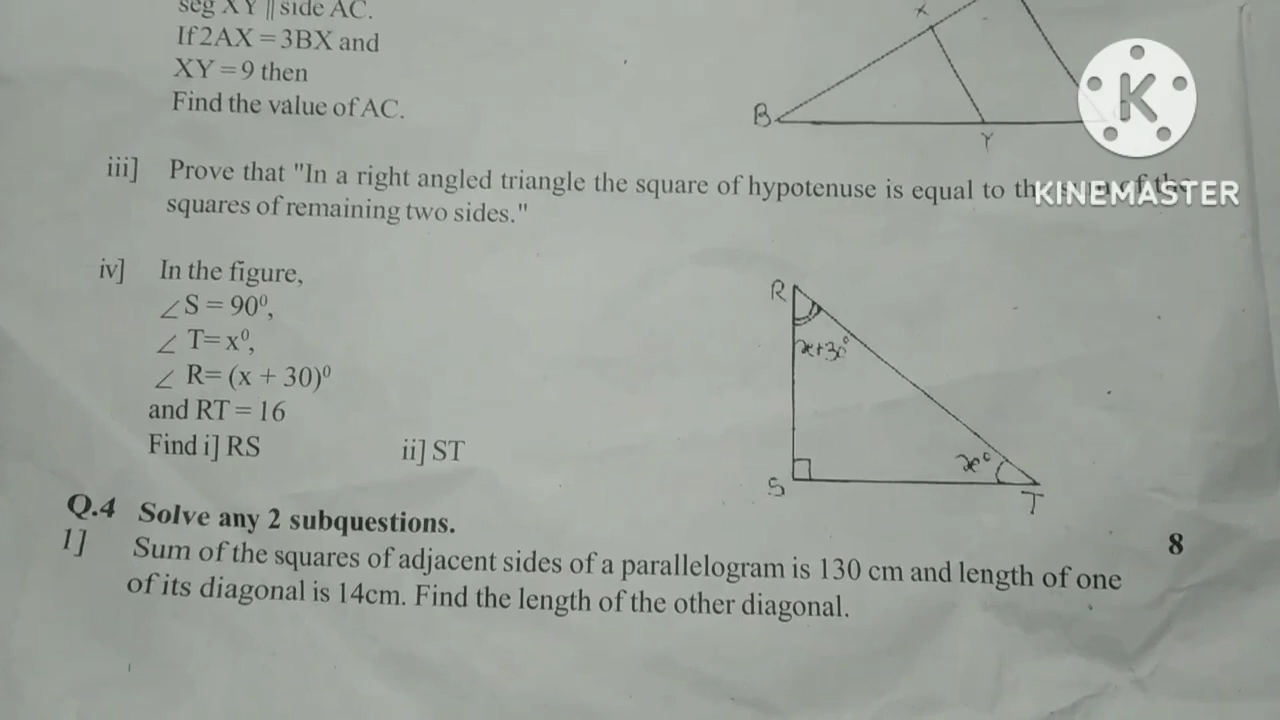 seg XY || side AC.
If 2AX = 3BX and
XY = 9 then
Find the value of AC.
X
B
Y
K
KINEMASTER
iii] Prove that "In a right angled triangle the square of hypotenuse is equal to
squares of remaining two sides."
iv] In the figure,
∠S = 90⁰,
∠ T= x⁰,
∠ R= (x + 30)⁰
and RT = 16
Find i] RS ii] ST
R
x+30°
x°
S
T
Q.4 Solve any 2 subquestions. 8
1] Sum of the squares of adjacent sides of a parallelogram is 130 cm and length of one
of its diagonal is 14cm. Find the length of the other diagonal.